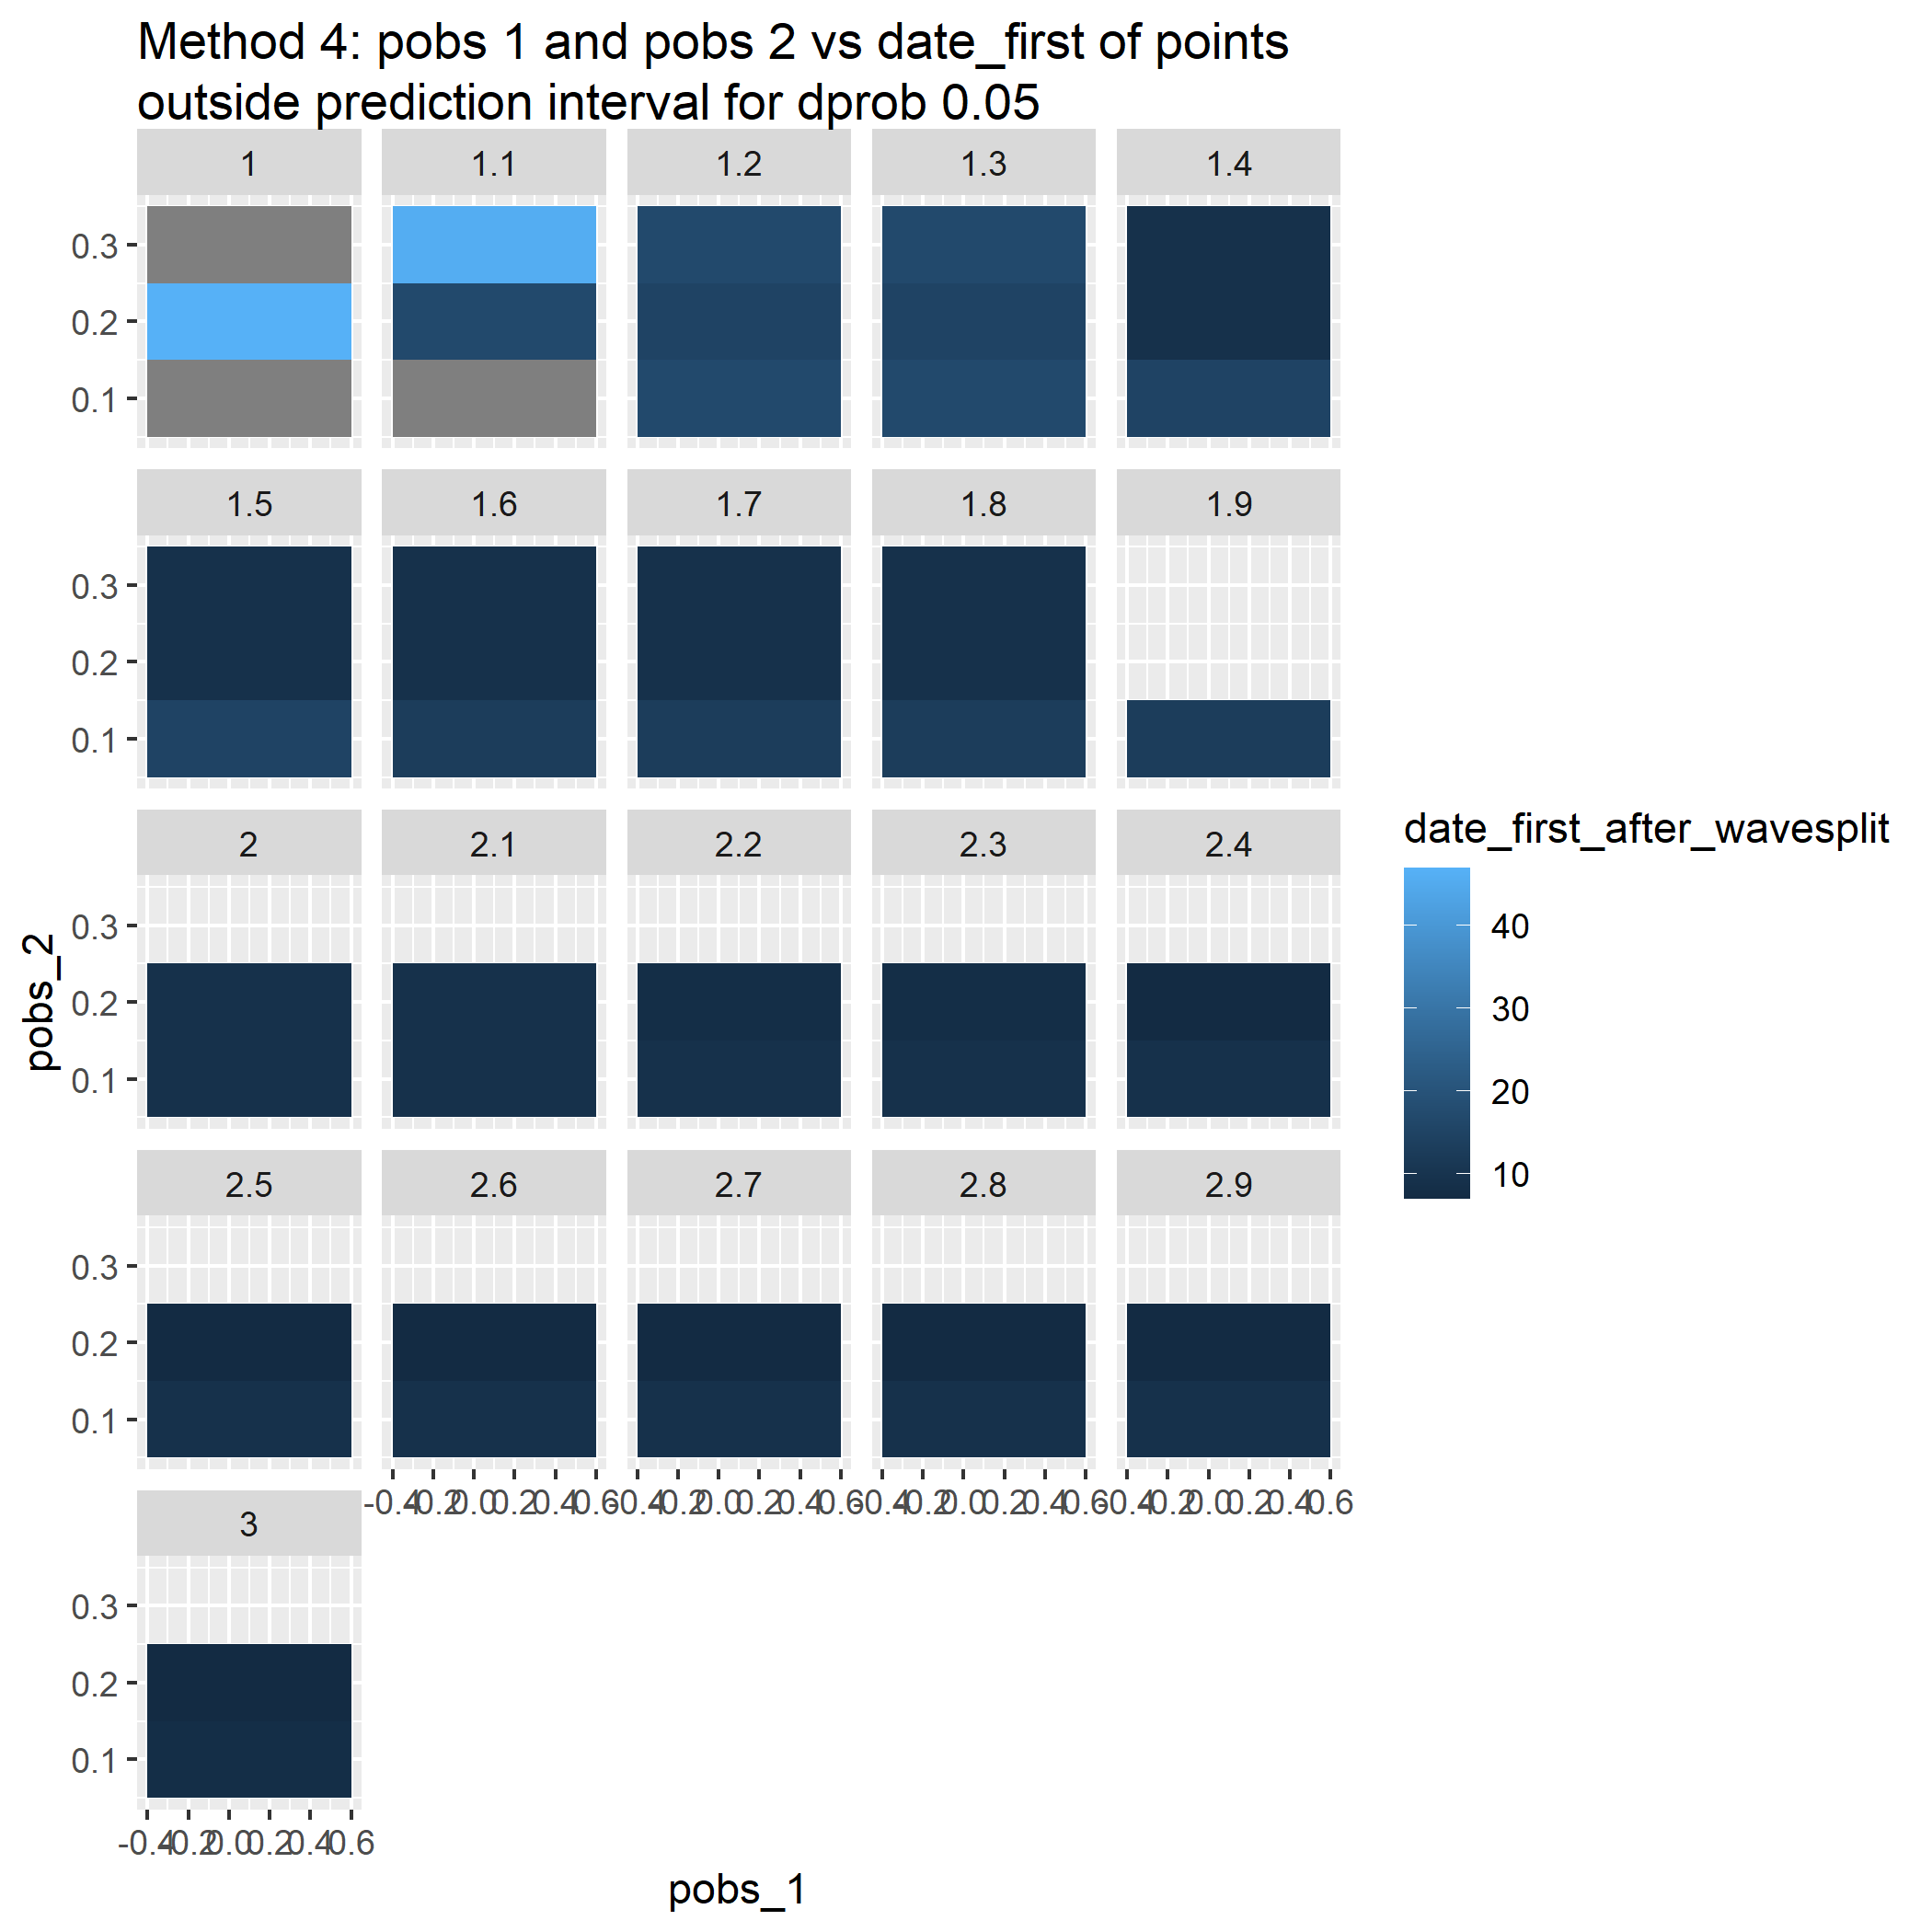 Method 4: pobs 1 and pobs 2 vs date_first of points
outside prediction interval for dprob 0.05
1 1.1 1.2 1.3 1.4
0.3
0.2
0.1
1.5 1.6 1.7 1.8 1.9
0.3
0.2
0.1
2 2.1 2.2 2.3 2.4
0.3
0.2
0.1
2.5 2.6 2.7 2.8 2.9
0.3
0.2
0.1
-0.4 -0.2 0.0 0.2 0.4 0.6 -0.4 -0.2 0.0 0.2 0.4 0.6 -0.4 -0.2 0.0 0.2 0.4 0.6 -0.4 -0.2 0.0 0.2 0.4 0.6
3
0.3
0.2
0.1
-0.4 -0.2 0.0 0.2 0.4 0.6
pobs_1
pobs_2
date_first_after_wavesplit
40
30
20
10